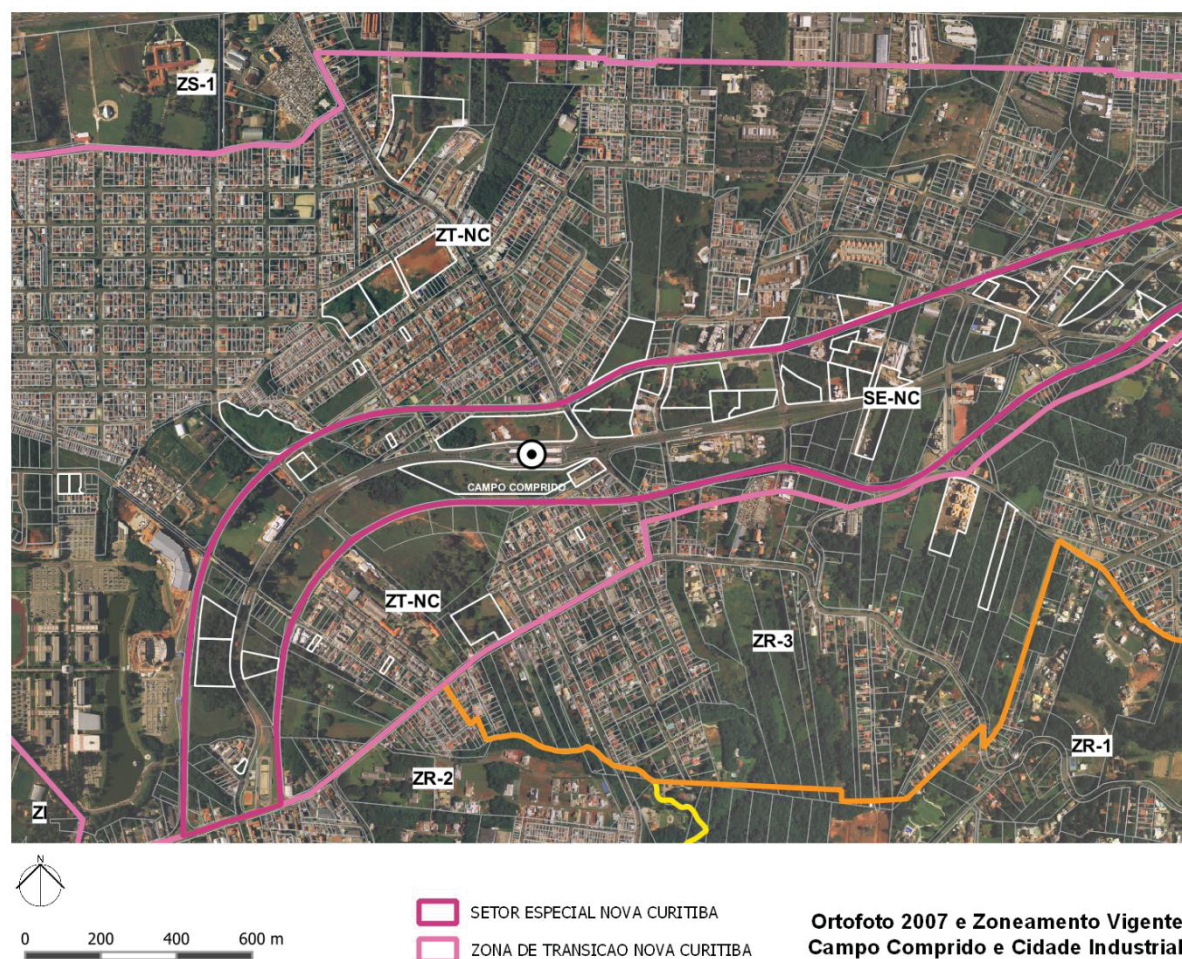 ZS-1
ZT-NC
SE-NC
CAMPO COMPRIDO
ZT-NC
ZR-3
ZR-1
ZR-2
ZI
N
0 200 400 600 m
SETOR ESPECIAL NOVA CURITIBA
ZONA DE TRANSICAO NOVA CURITIBA
Ortofoto 2007 e Zoneamento Vigente
Campo Comprido e Cidade Industrial